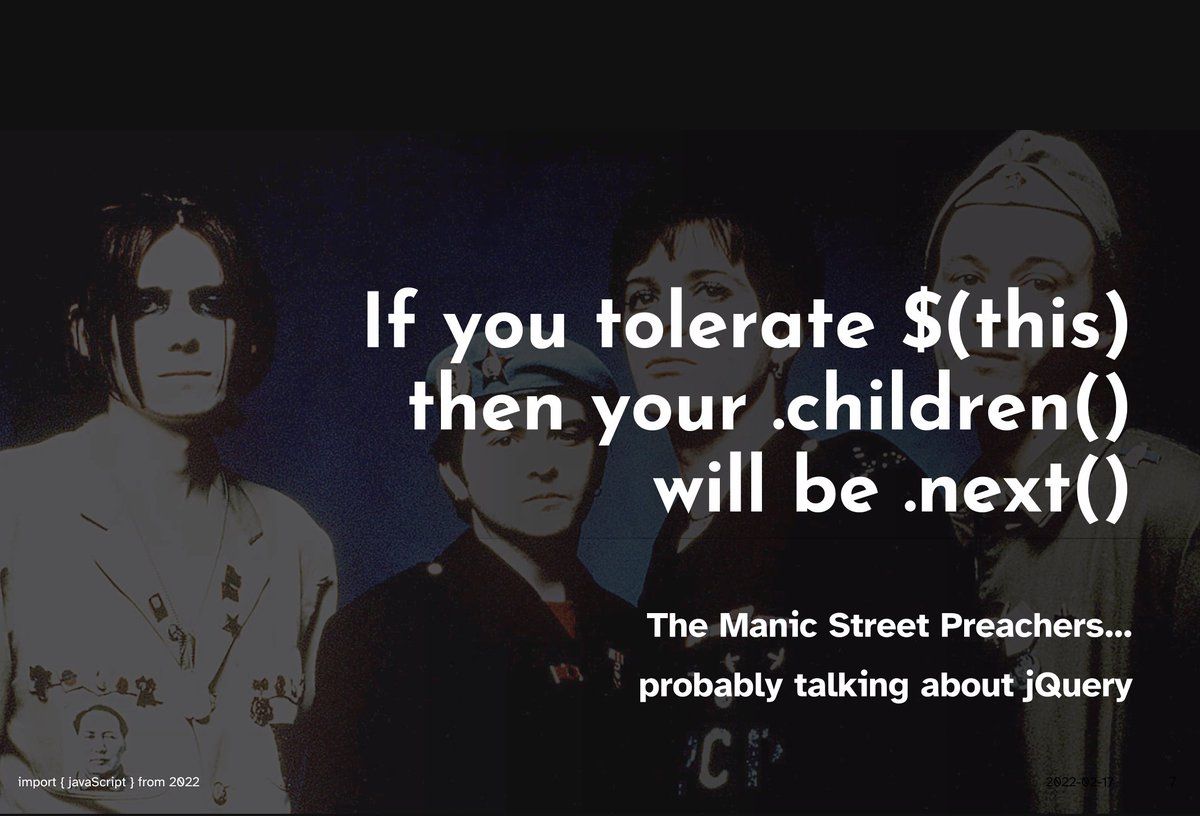 If you tolerate $(this)
then your .children()
will be .next()
The Manic Street Preachers...
probably talking about jQuery
import { javaScript } from 2022
2022-02-17
7